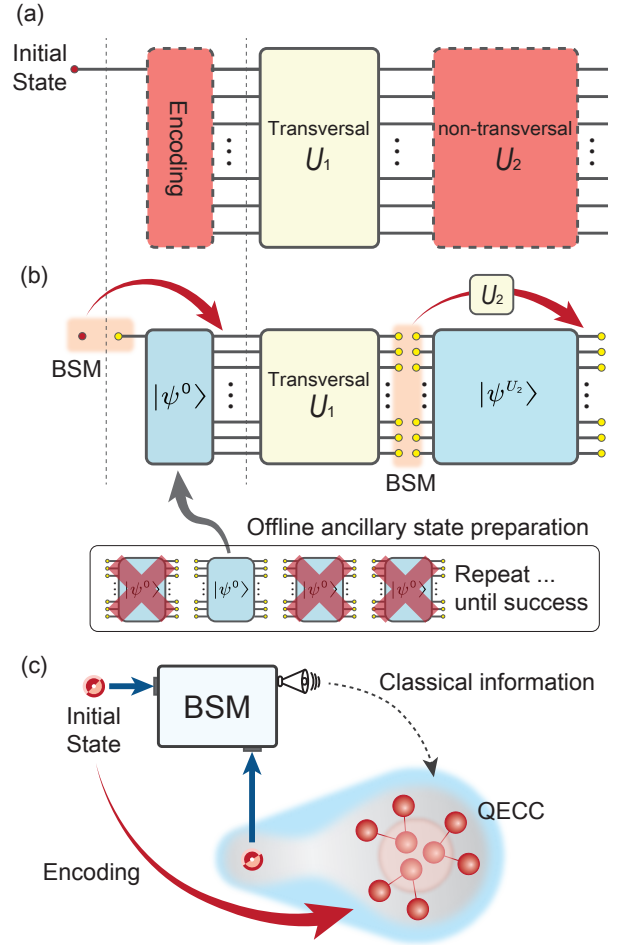 (a)
Initial
State
Encoding
Transversal
U₁
non-transversal
U₂
(b)
U₂
BSM
|ψ⁰⟩
Transversal
U₁
|ψ^{U₂}⟩
BSM
Offline ancillary state preparation
|ψ⁰⟩ |ψ⁰⟩ |ψ⁰⟩ |ψ⁰⟩
Repeat ...
until success
(c)
BSM
Classical information
Initial
State
QECC
Encoding